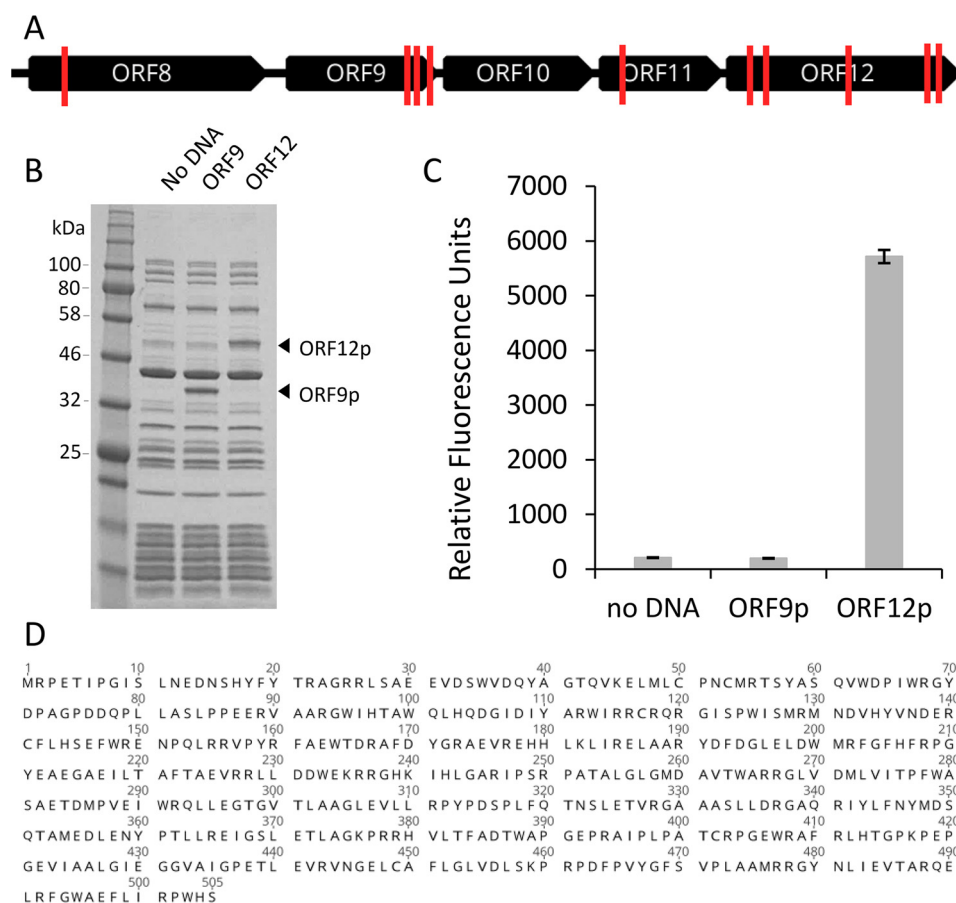 A
ORF8 ORF9 ORF10 ORF11 ORF12
B
No DNA ORF9 ORF12
kDa
100
80
58
46
32
25
ORF12p
ORF9p
C
Relative Fluorescence Units
7000
6000
5000
4000
3000
2000
1000
0
no DNA ORF9p ORF12p
D
1 10 20 30 40 50 60 70
MRPETIPGIS LNEDNSHYFY TRAGRRLSAE EVDSWVDQYA GTQVKELMLC PNCMRTSYAS QVWDPIWRGY
80 90 100 110 120 130 140
DPAGPDDQPL LASLPPEERV AARGWIHTAW QLHQDGIDIY ARWIRRCRQR GISPWISMRM NDVHYVNDER
150 160 170 180 190 200 210
CFLHSEFWRE NPQLRRVPYR FAEWTDRAFD YGRAEVREHH LKLIRELAAR YDFDGLELDW MRFGFHFRPG
220 230 240 250 260 270 280
YEAEGAEILT AFTAEVRRLL DDWEKRRGHK IHLGARIPSR PATALGLGMD AVTWARRGLV DMLVITPFWA
290 300 310 320 330 340 350
SAETDMPVEI WRQLLEGTGV TLAAGLEVLL RPYPDSPLFQ TNSLETVRGA AASLLDRGAQ RIYLFNYMDS
360 370 380 390 400 410 420
QTAMEDLENY PTLLREIGSL ETLAGKPRRH VLTFADTWAP GEPRAIPLPA TCRPGEWRAF RLHTGPKPEP
430 440 450 460 470 480 490
GEVIAALGIE GGVAIGPETL EVRVNGELCA FLGLVDLSKP RPDFPVYGFS VPLAAMRRGY NLIEVTARQE
500 505
LRFGWAEFLI RPWHS